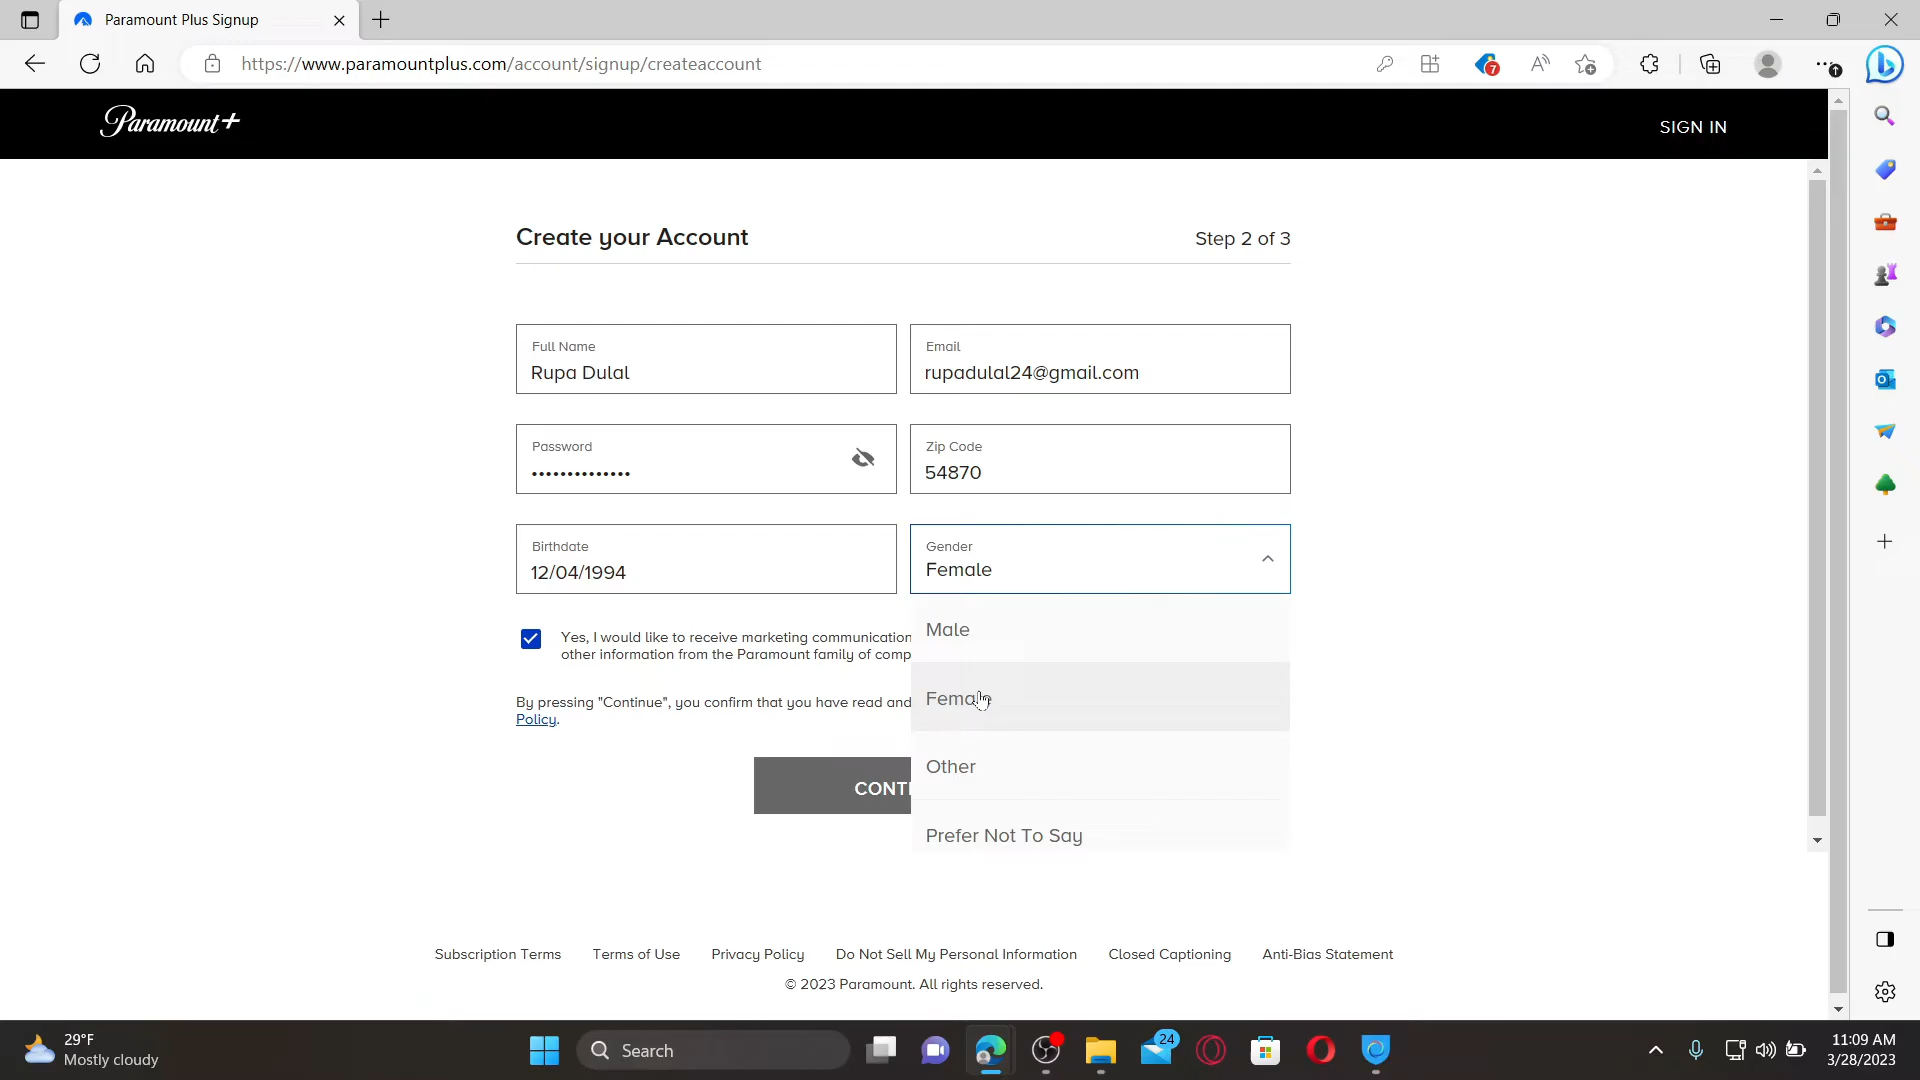 Paramount Plus Signup
https://www.paramountplus.com/account/signup/createaccount
7
Paramount+
SIGN IN
Create your Account
Step 2 of 3
Full Name
Rupa Dulal
Email
rupadulal24@gmail.com
Password
••••••••••••••
Zip Code
54870
Birthdate
12/04/1994
Gender
Female
Male
Female
Other
Prefer Not To Say
Yes, I would like to receive marketing communication
other information from the Paramount family of comp
By pressing "Continue", you confirm that you have read and
Policy.
CONTI
Subscription Terms
Terms of Use
Privacy Policy
Do Not Sell My Personal Information
Closed Captioning
Anti-Bias Statement
© 2023 Paramount. All rights reserved.
29°F
Mostly cloudy
Search
24
11:09 AM
3/28/2023